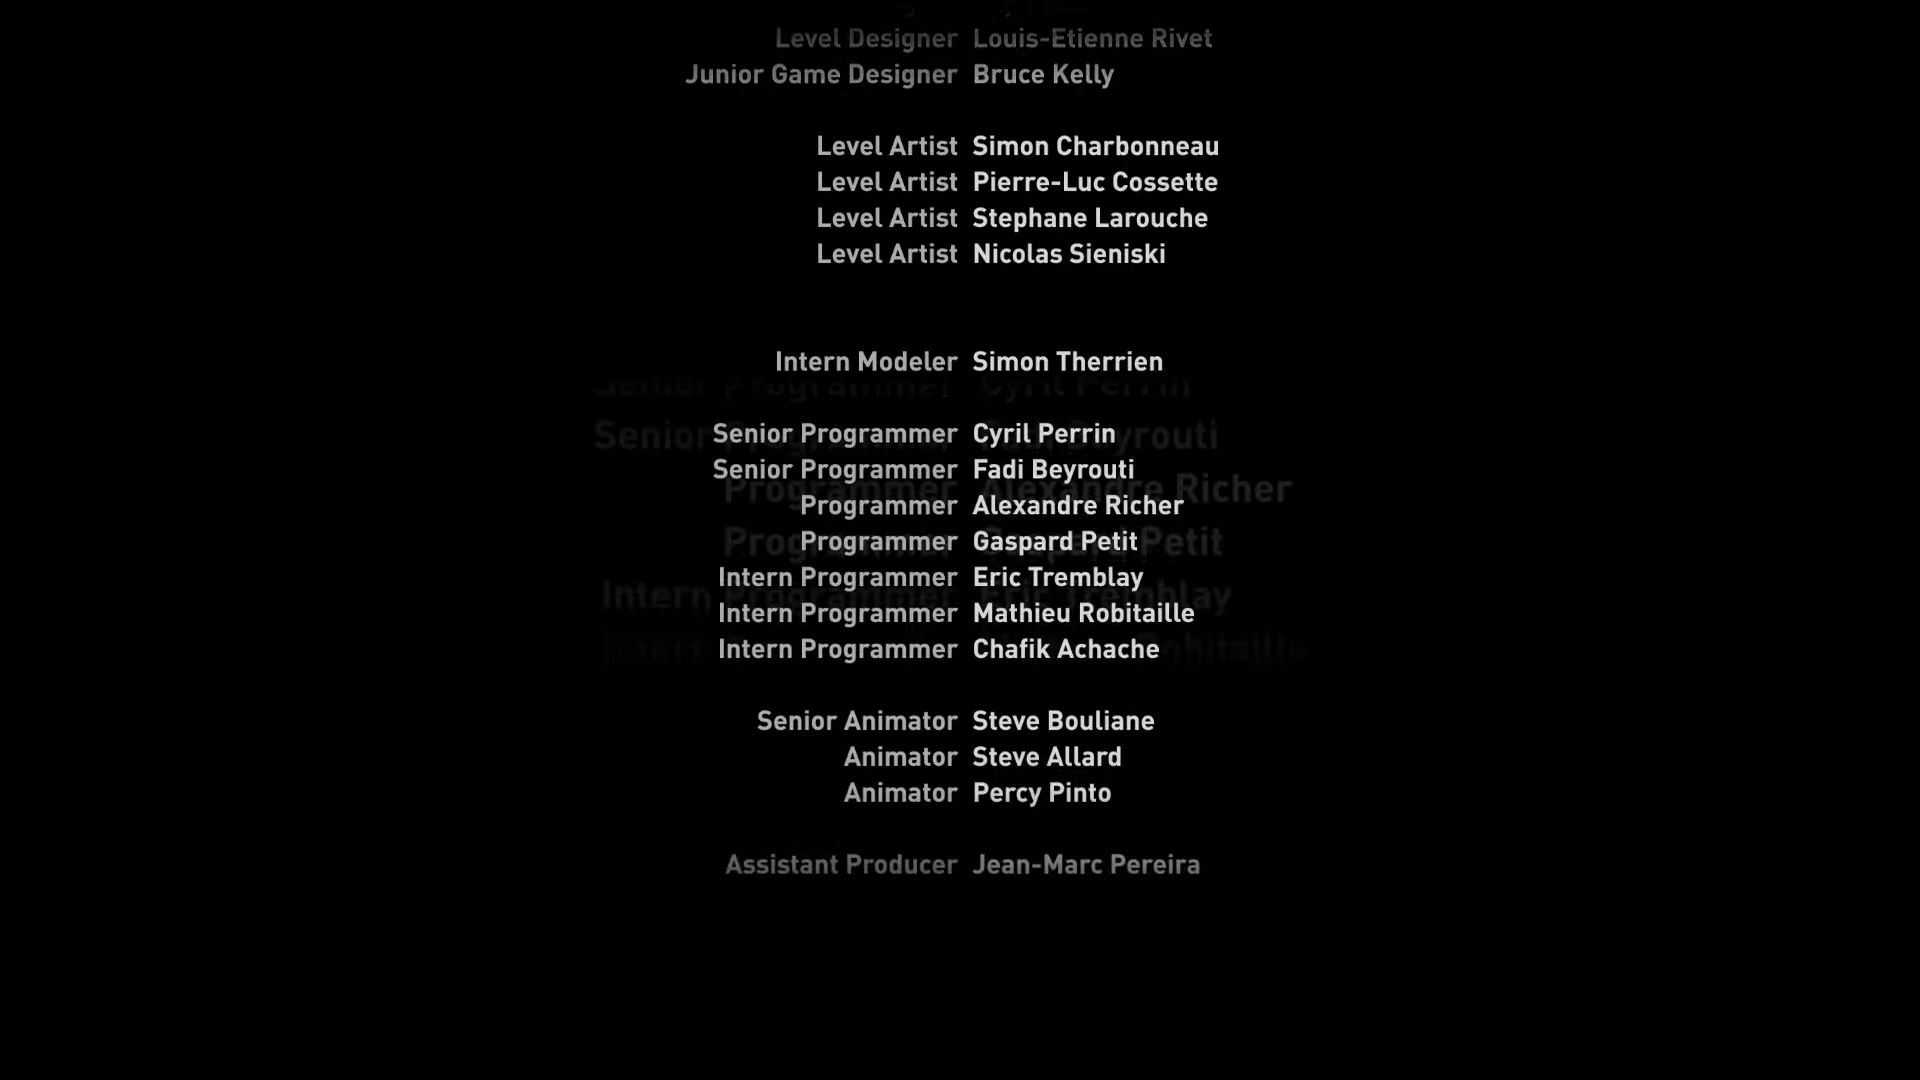 Level Designer Louis-Etienne Rivet
Junior Game Designer Bruce Kelly
Level Artist Simon Charbonneau
Level Artist Pierre-Luc Cossette
Level Artist Stephane Larouche
Level Artist Nicolas Sieniski
Intern Modeler Simon Therrien
Senior Programmer Cyril Perrin
Senior Programmer Fadi Beyrouti
Programmer Alexandre Richer
Programmer Gaspard Petit
Intern Programmer Eric Tremblay
Intern Programmer Mathieu Robitaille
Intern Programmer Chafik Achache
Senior Animator Steve Bouliane
Animator Steve Allard
Animator Percy Pinto
Assistant Producer Jean-Marc Pereira